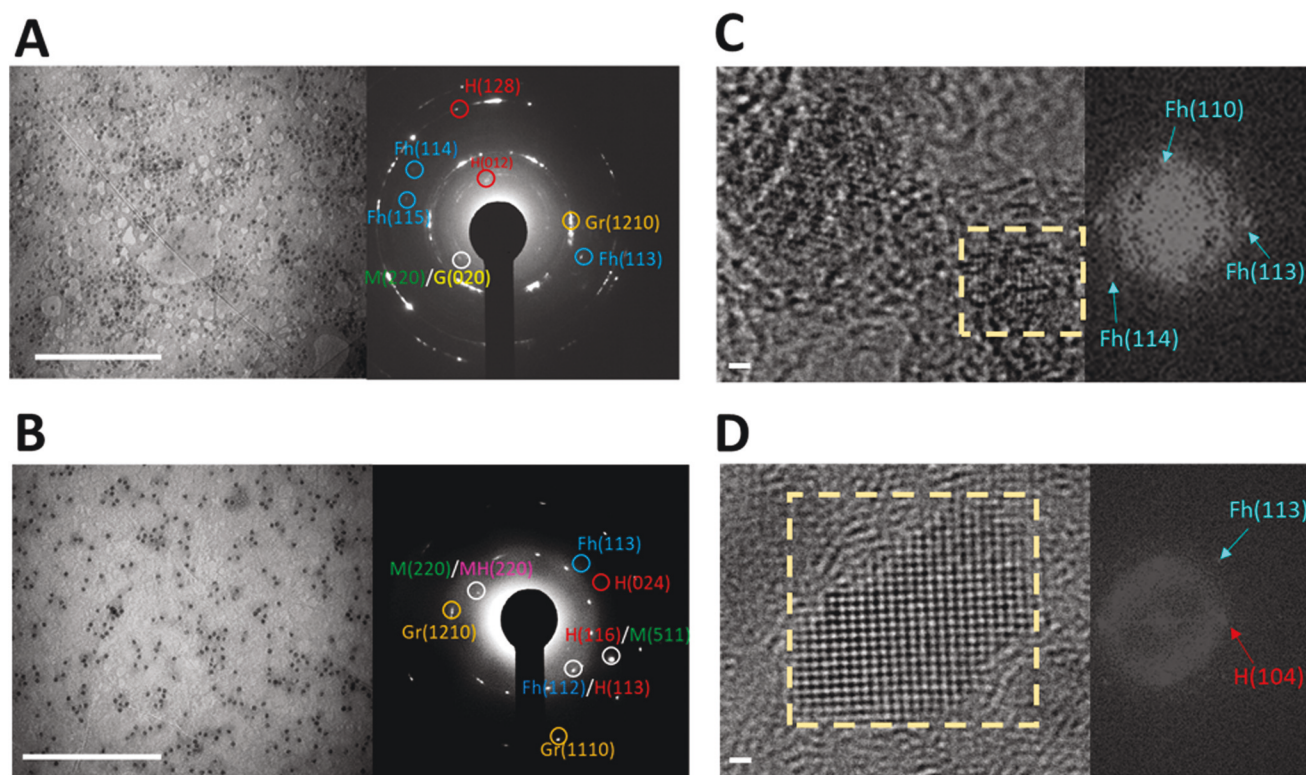 A
H(128)
Fh(114)
H(012)
Fh(115)
Gr(1210)
M(220)/G(020)
Fh(113)
B
Fh(113)
M(220)/MH(220)
H(024)
Gr(1210)
H(116)/M(511)
Fh(112)/H(113)
Gr(1110)
C
Fh(110)
Fh(113)
Fh(114)
D
Fh(113)
H(104)